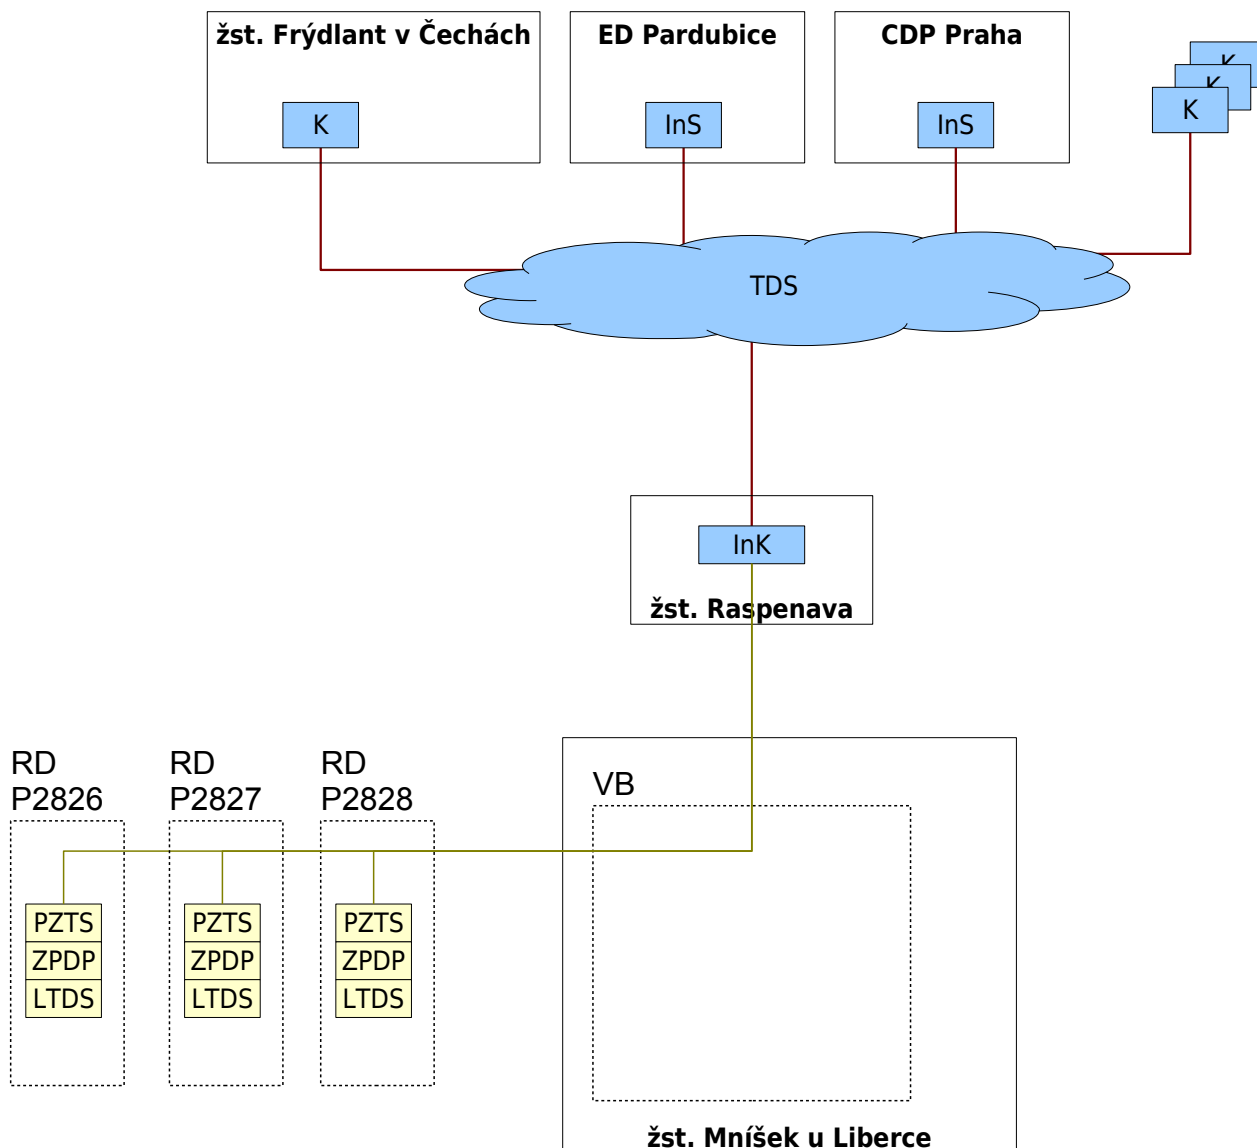 žst. Frýdlant v Čechách
ED Pardubice
CDP Praha
K
InS
InS
K
K
K
TDS
InK
žst. Raspenava
RD
P2826
RD
P2827
RD
P2828
VB
PZTS
ZPDP
LTDS
PZTS
ZPDP
LTDS
PZTS
ZPDP
LTDS
žst. Mníšek u Liberce